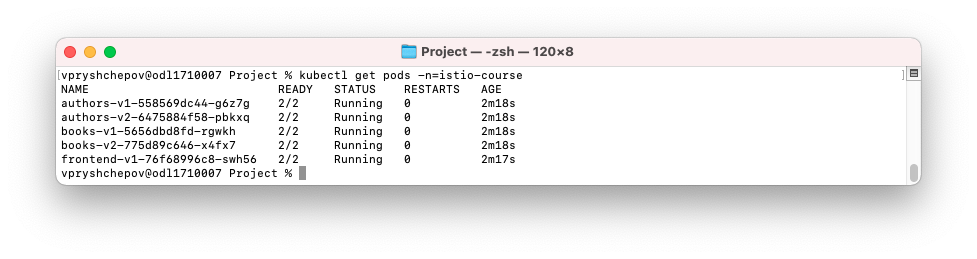 Project — -zsh — 120×8
[vpryshchepov@odl1710007 Project % kubectl get pods -n=istio-course ]
NAME READY STATUS RESTARTS AGE
authors-v1-558569dc44-g6z7g 2/2 Running 0 2m18s
authors-v2-6475884f58-pbkxq 2/2 Running 0 2m18s
books-v1-5656dbd8fd-rgwkh 2/2 Running 0 2m18s
books-v2-775d89c646-x4fx7 2/2 Running 0 2m18s
frontend-v1-76f68996c8-swh56 2/2 Running 0 2m17s
vpryshchepov@odl1710007 Project %